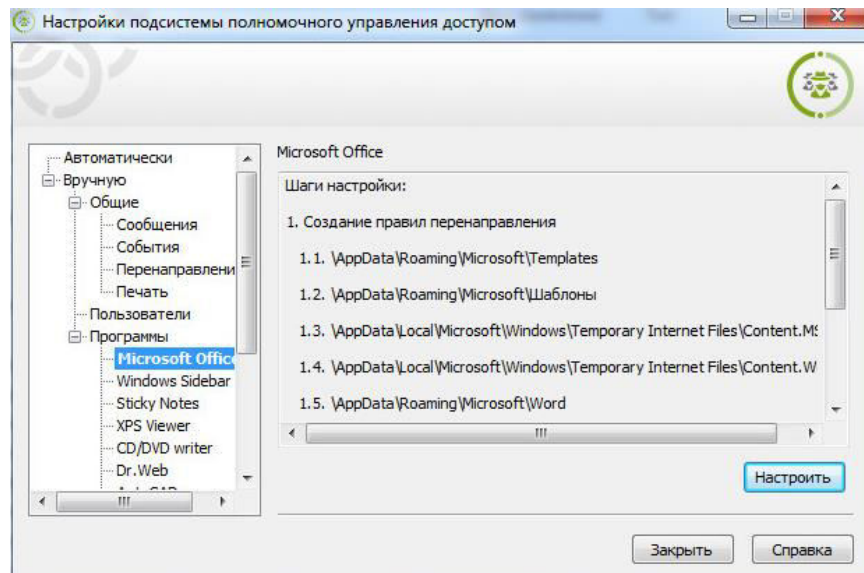 Настройки подсистемы полномочного управления доступом
Автоматически
Вручную
Общие
Сообщения
События
Перенаправлени
Печать
Пользователи
Программы
Microsoft Office
Windows Sidebar
Sticky Notes
XPS Viewer
CD/DVD writer
Dr.Web
Microsoft Office
Шаги настройки:
1. Создание правил перенаправления
1.1. \AppData\Roaming\Microsoft\Templates
1.2. \AppData\Roaming\Microsoft\Шаблоны
1.3. \AppData\Local\Microsoft\Windows\Temporary Internet Files\Content.MS
1.4. \AppData\Local\Microsoft\Windows\Temporary Internet Files\Content.W
1.5. \AppData\Roaming\Microsoft\Word
Настроить
Закрыть
Справка